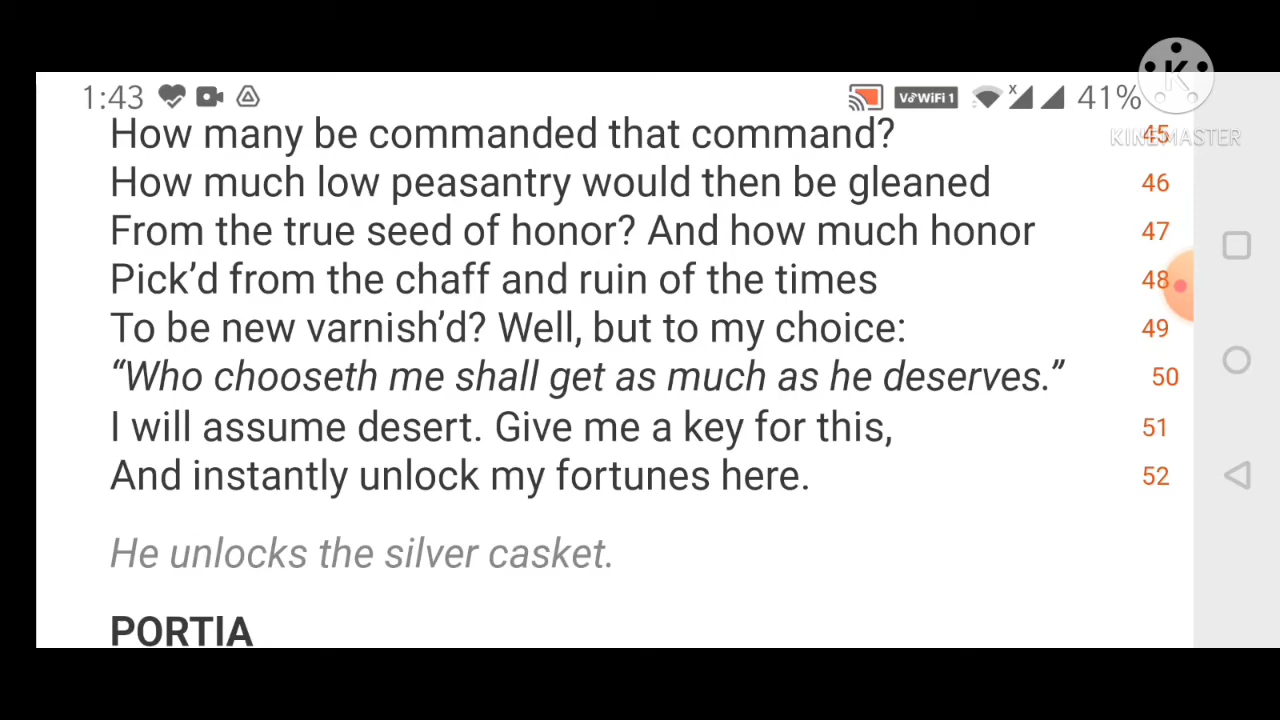 1:43 Vo WiFi 1 x 41%
K
KINEMASTER
How many be commanded that command? 45
How much low peasantry would then be gleaned 46
From the true seed of honor? And how much honor 47
Pick’d from the chaff and ruin of the times 48
To be new varnish’d? Well, but to my choice: 49
“Who chooseth me shall get as much as he deserves.” 50
I will assume desert. Give me a key for this, 51
And instantly unlock my fortunes here. 52
He unlocks the silver casket.
PORTIA